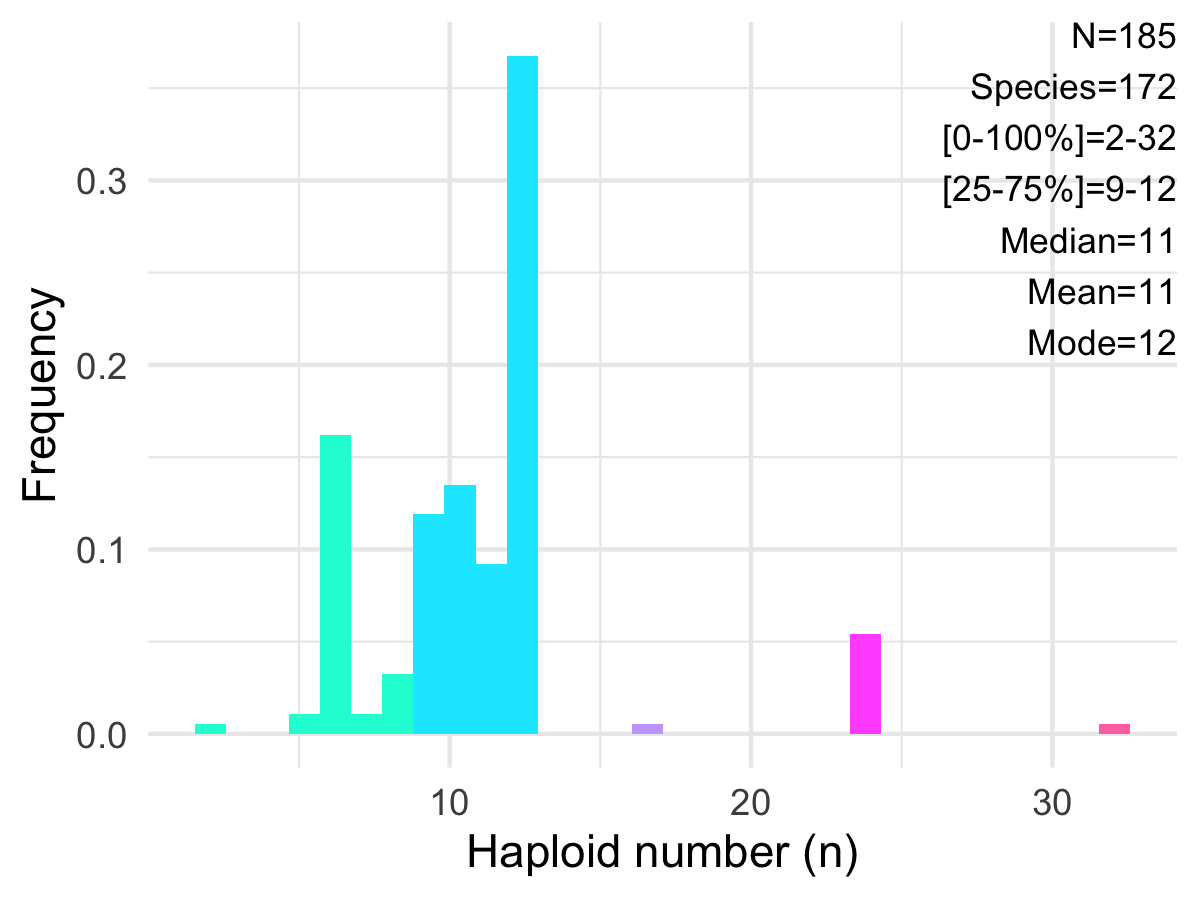 N=185
Species=172
[0-100%]=2-32
[25-75%]=9-12
Median=11
Mean=11
Mode=12
Frequency
0.3
0.2
0.1
0.0
10 20 30
Haploid number (n)